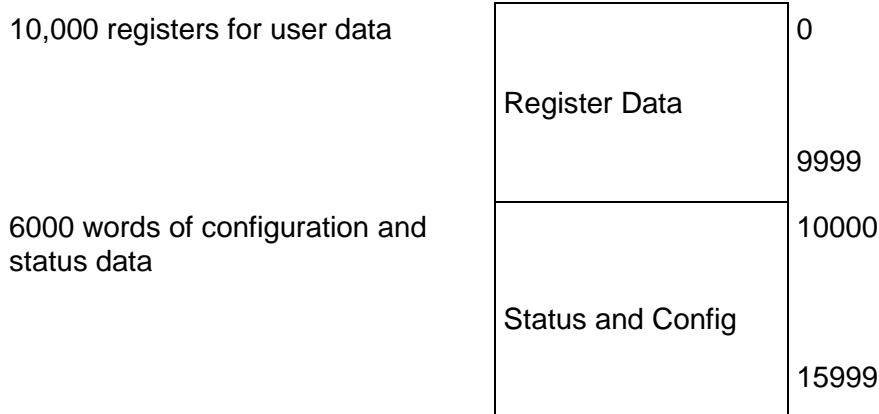 10,000 registers for user data
0
Register Data
9999
6000 words of configuration and
status data
10000
Status and Config
15999